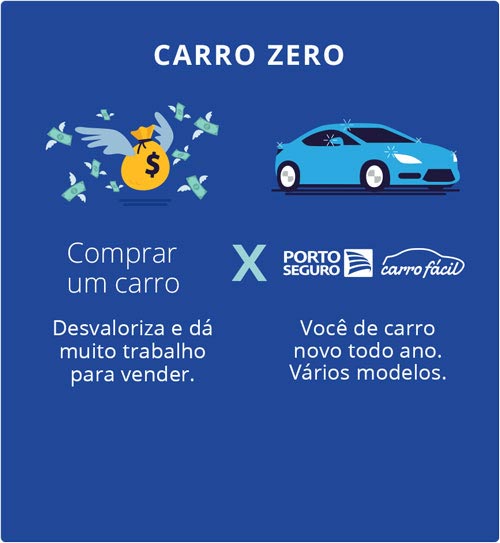 CARRO ZERO
$
Comprar
um carro
X
PORTO
SEGURO
carro fácil
Desvaloriza e dá
muito trabalho
para vender.
Você de carro
novo todo ano.
Vários modelos.